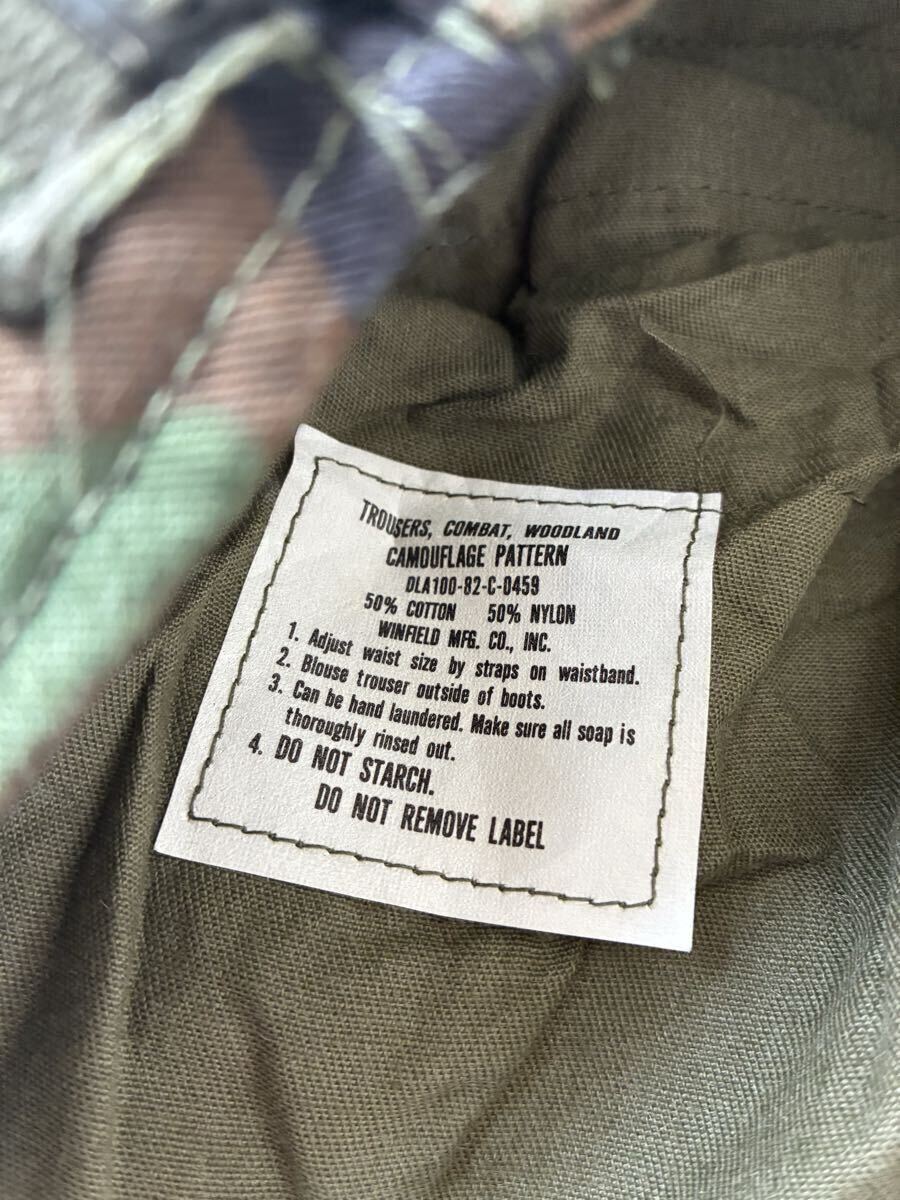 TROUSERS, COMBAT, WOODLAND
CAMOUFLAGE PATTERN
DLA100-82-C-0459
50% COTTON 50% NYLON
WINFIELD MFG. CO., INC.
1. Adjust waist size by straps on waistband.
2. Blouse trouser outside of boots.
3. Can be hand laundered. Make sure all soap is
thoroughly rinsed out.
4. DO NOT STARCH.
DO NOT REMOVE LABEL